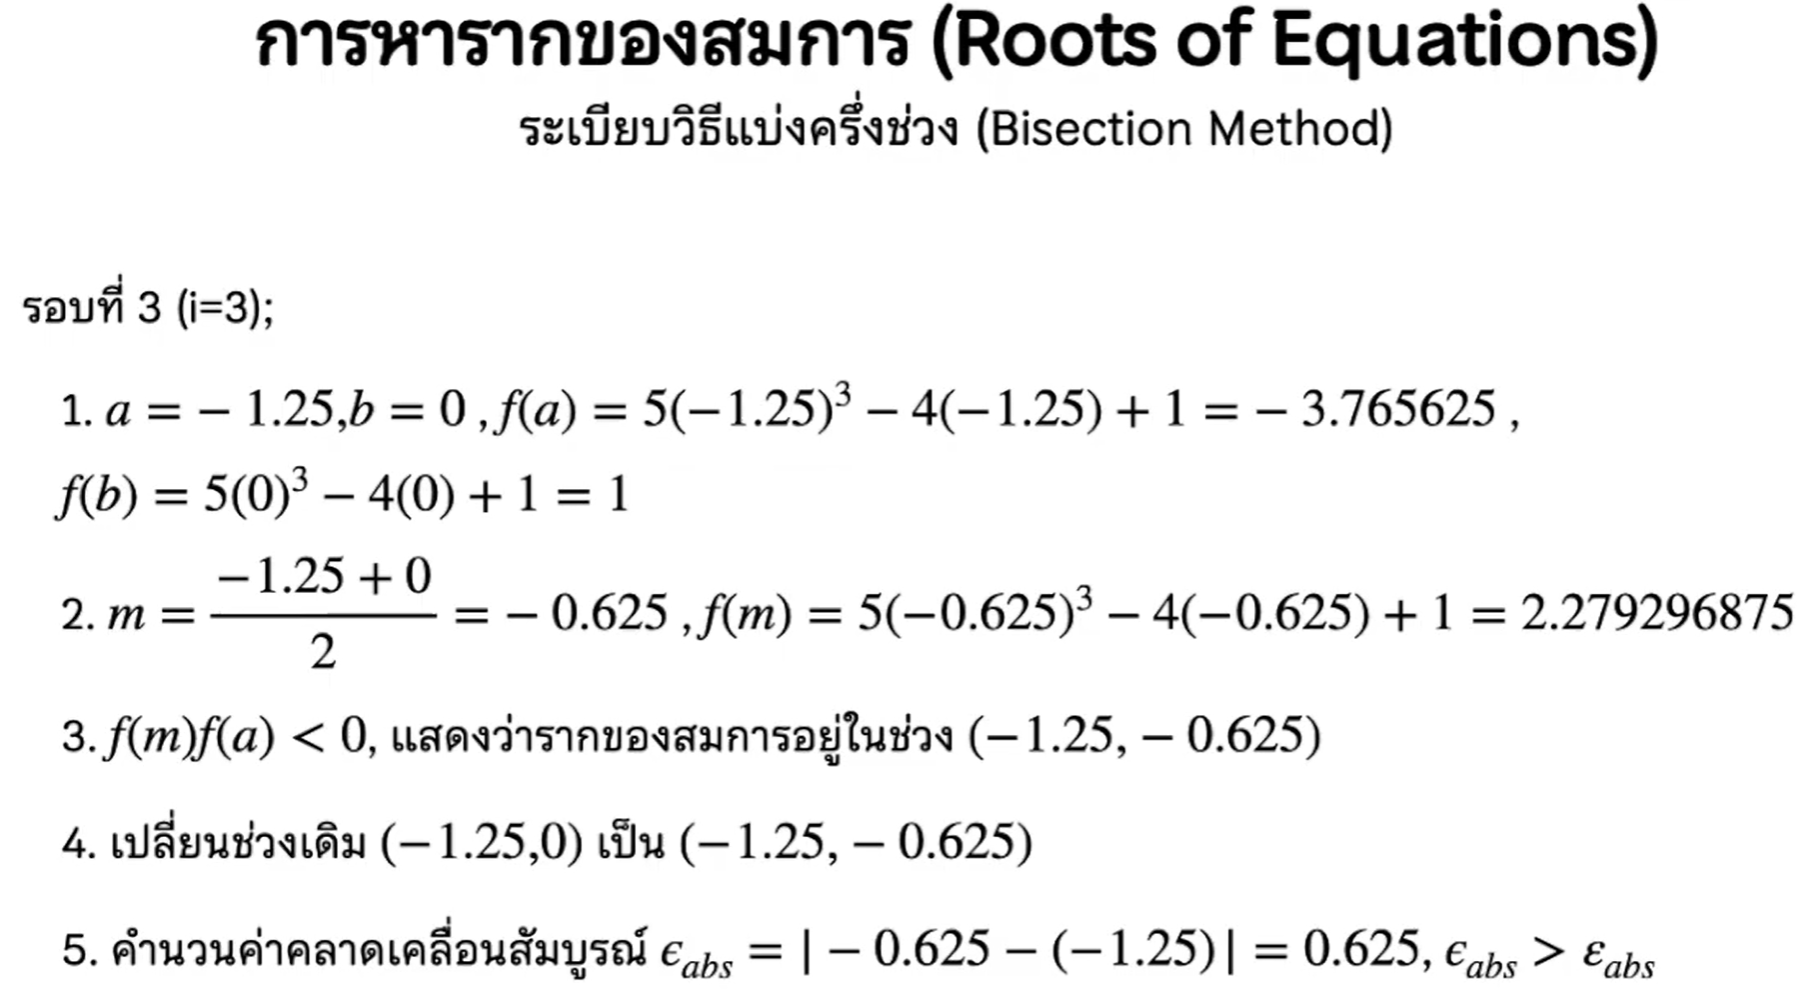 การหารากของสมการ (Roots of Equations)
ระเบียบวิธีแบ่งครึ่งช่วง (Bisection Method)
รอบที่ 3 (i=3);
1. a = − 1.25,b = 0 , f(a) = 5(−1.25)³ − 4(−1.25) + 1 = − 3.765625 ,
f(b) = 5(0)³ − 4(0) + 1 = 1
2. m = \frac{−1.25 + 0}{2} = − 0.625 , f(m) = 5(−0.625)³ − 4(−0.625) + 1 = 2.279296875
3. f(m)f(a) < 0, แสดงว่ารากของสมการอยู่ในช่วง (−1.25, − 0.625)
4. เปลี่ยนช่วงเดิม (−1.25,0) เป็น (−1.25, − 0.625)
5. คำนวนค่าคลาดเคลื่อนสัมบูรณ์ ϵ_{abs} = | − 0.625 − (−1.25)| = 0.625, ϵ_{abs} > ε_{abs}